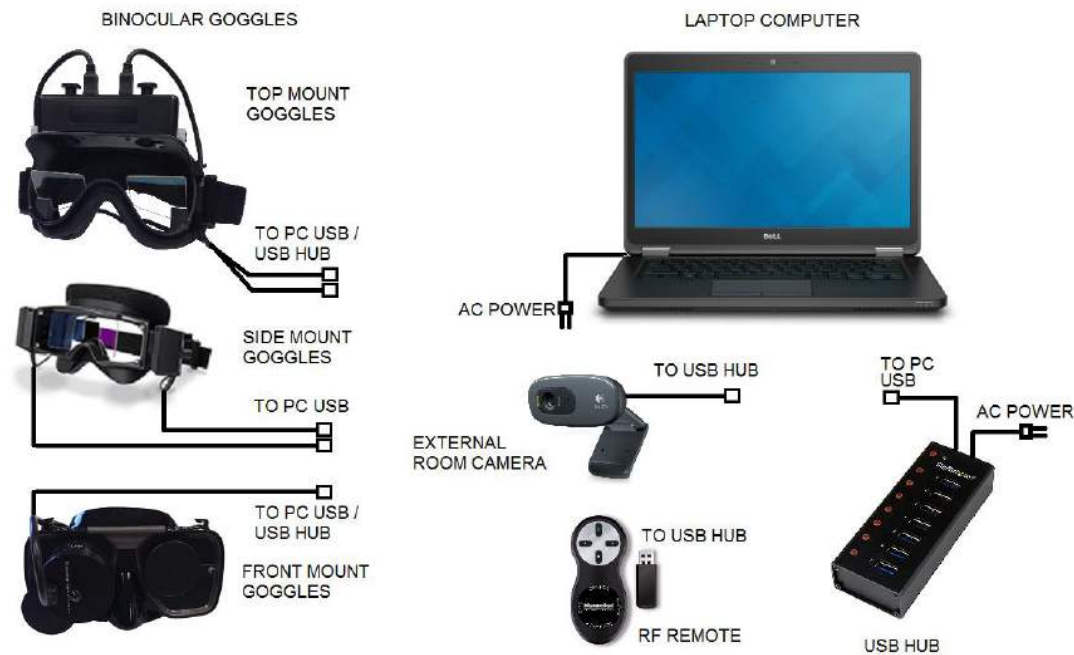 BINOCULAR GOGGLES
TOP MOUNT
GOGGLES
TO PC USB /
USB HUB
SIDE MOUNT
GOGGLES
TO PC USB
TO PC USB /
USB HUB
FRONT MOUNT
GOGGLES
LAPTOP COMPUTER
DELL
AC POWER
TO USB HUB
EXTERNAL
ROOM CAMERA
TO USB HUB
RF REMOTE
TO PC
USB
AC POWER
StarTech
USB HUB